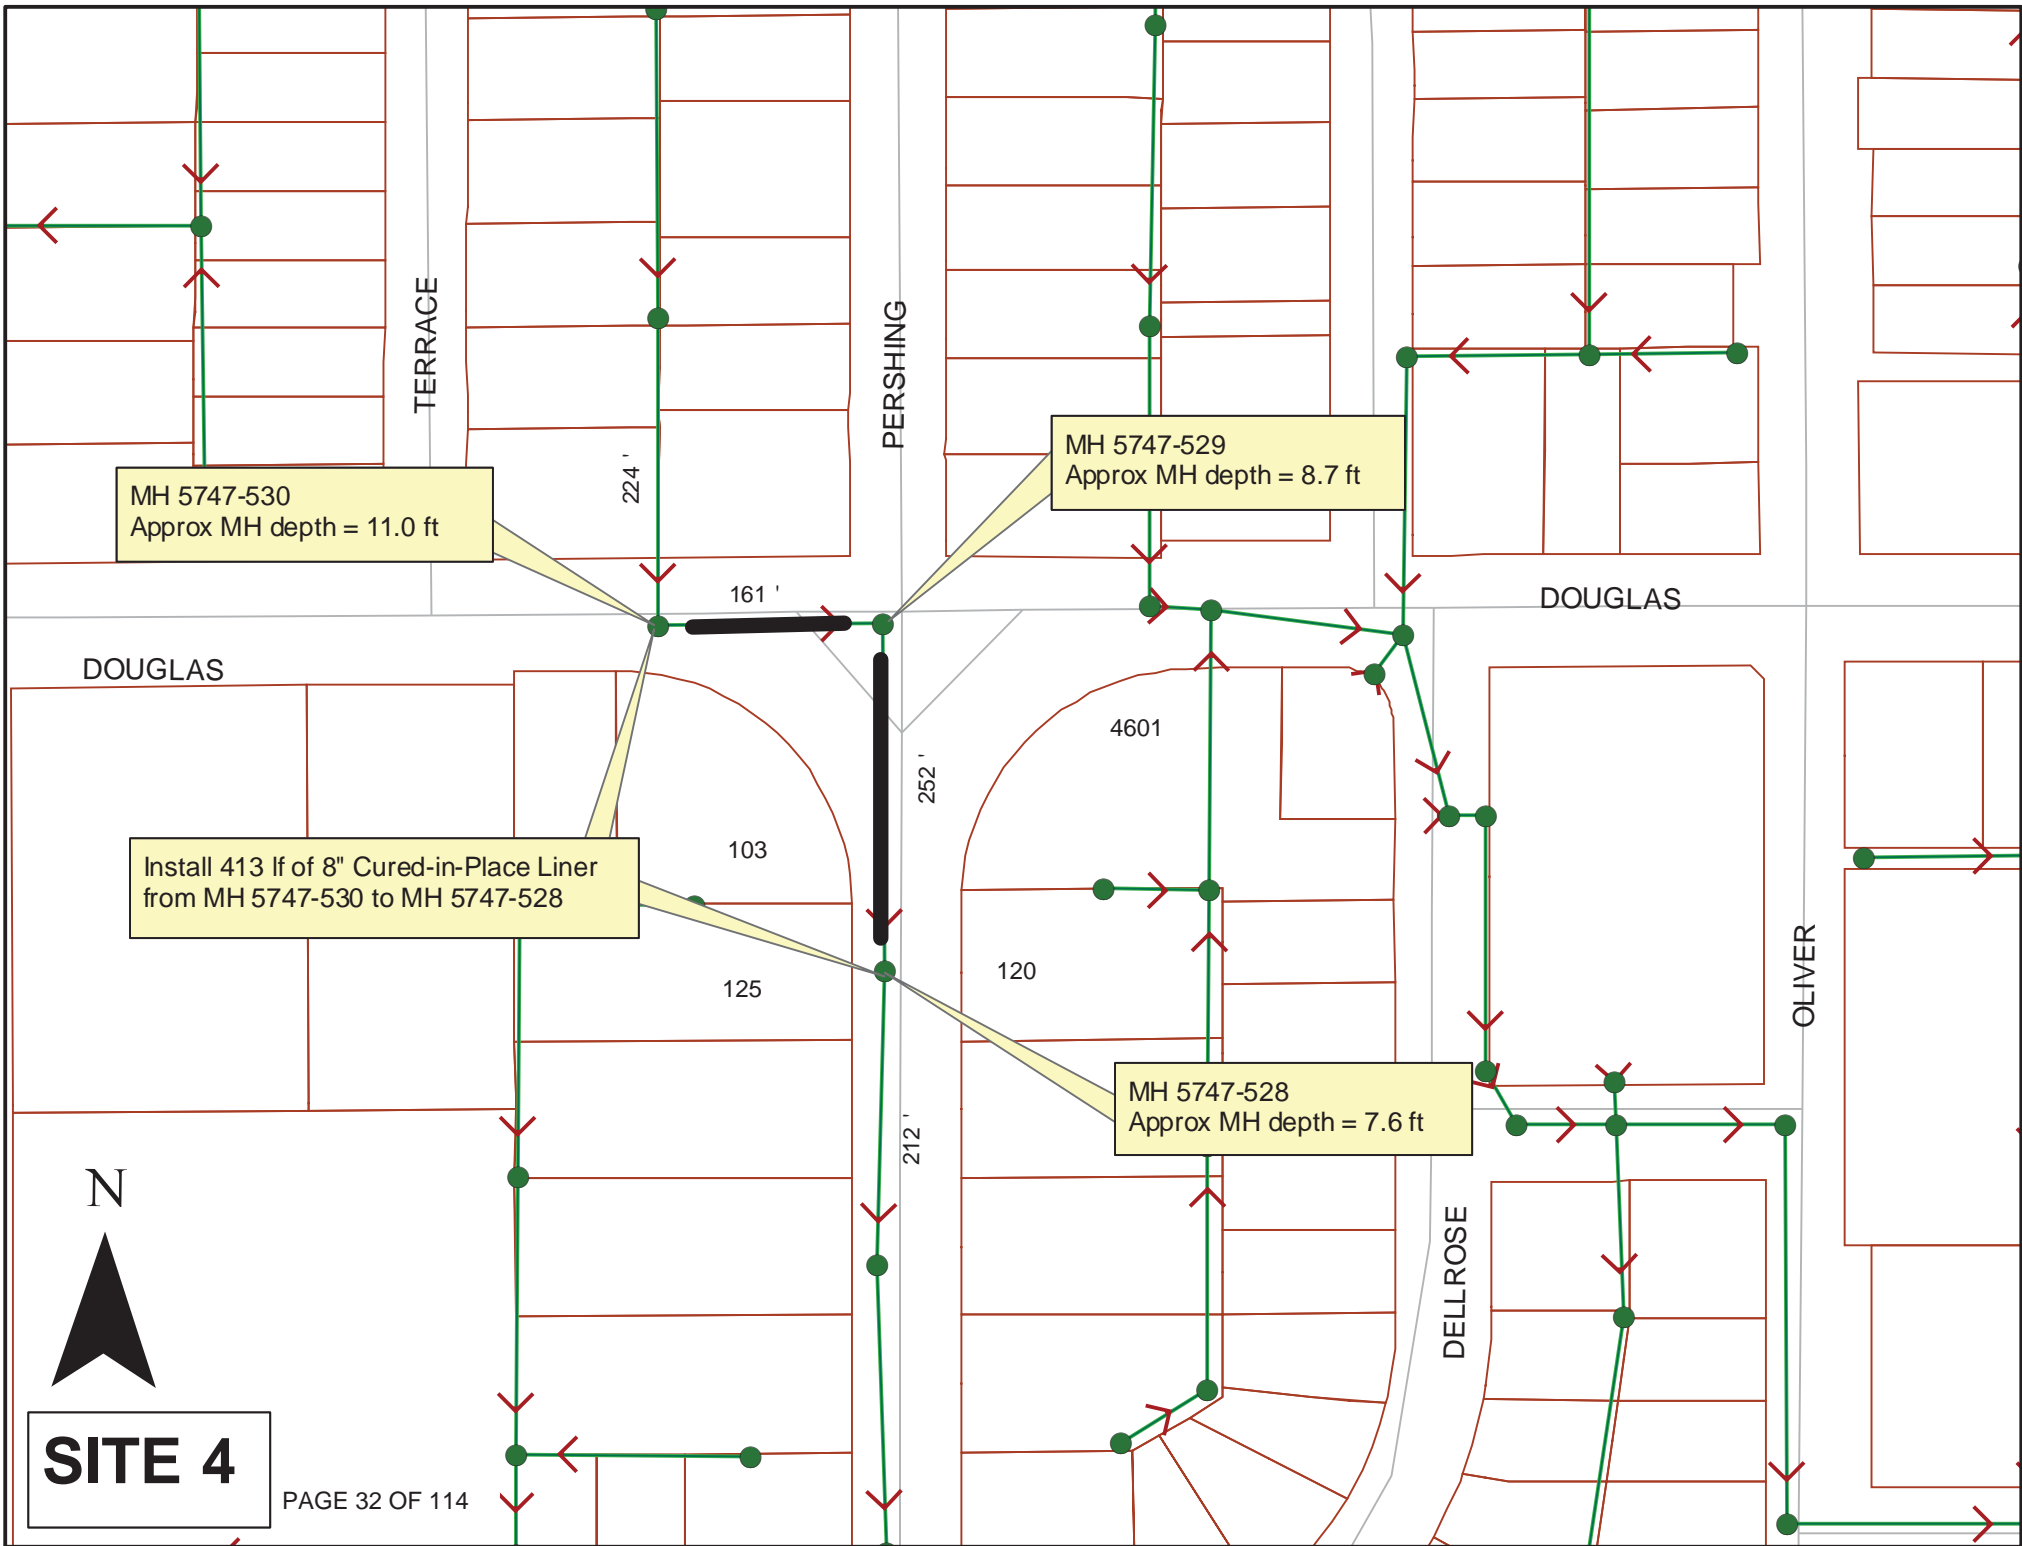 TERRACE
PERSHING
MH 5747-529
Approx MH depth = 8.7 ft
224 '
MH 5747-530
Approx MH depth = 11.0 ft
161 '
DOUGLAS
DOUGLAS
4601
252 '
103
Install 413 lf of 8" Cured-in-Place Liner
from MH 5747-530 to MH 5747-528
120
125
OLIVER
MH 5747-528
Approx MH depth = 7.6 ft
212 '
N
DELLROSE
SITE 4
PAGE 32 OF 114